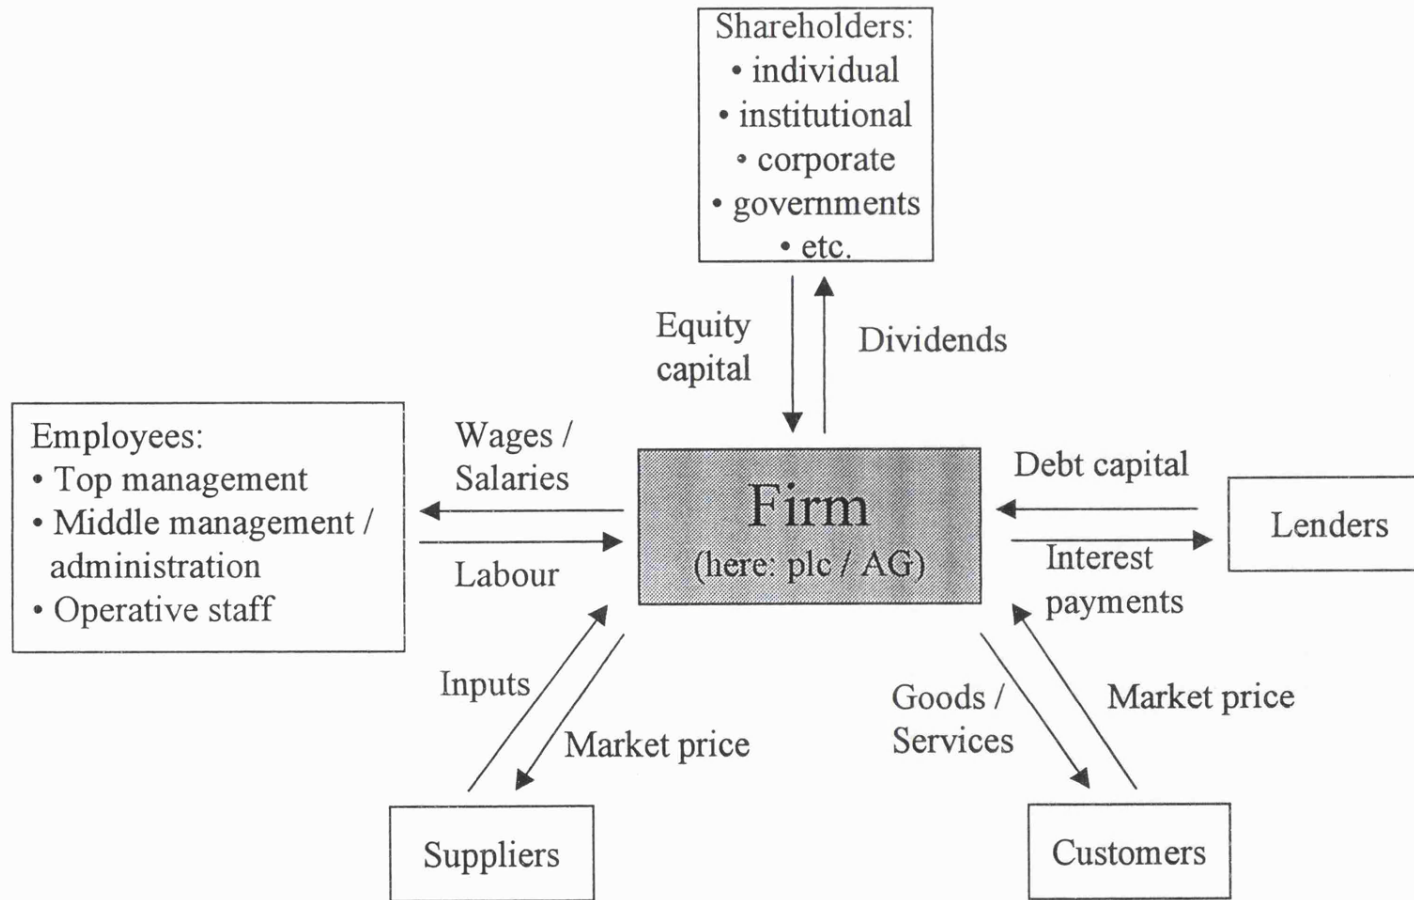 Shareholders:
• individual
• institutional
• corporate
• governments
• etc.
Equity
capital
Dividends
Employees:
• Top management
• Middle management /
administration
• Operative staff
Wages /
Salaries
Labour
Firm
(here: plc / AG)
Debt capital
Interest
payments
Lenders
Inputs
Market price
Goods /
Services
Market price
Suppliers
Customers